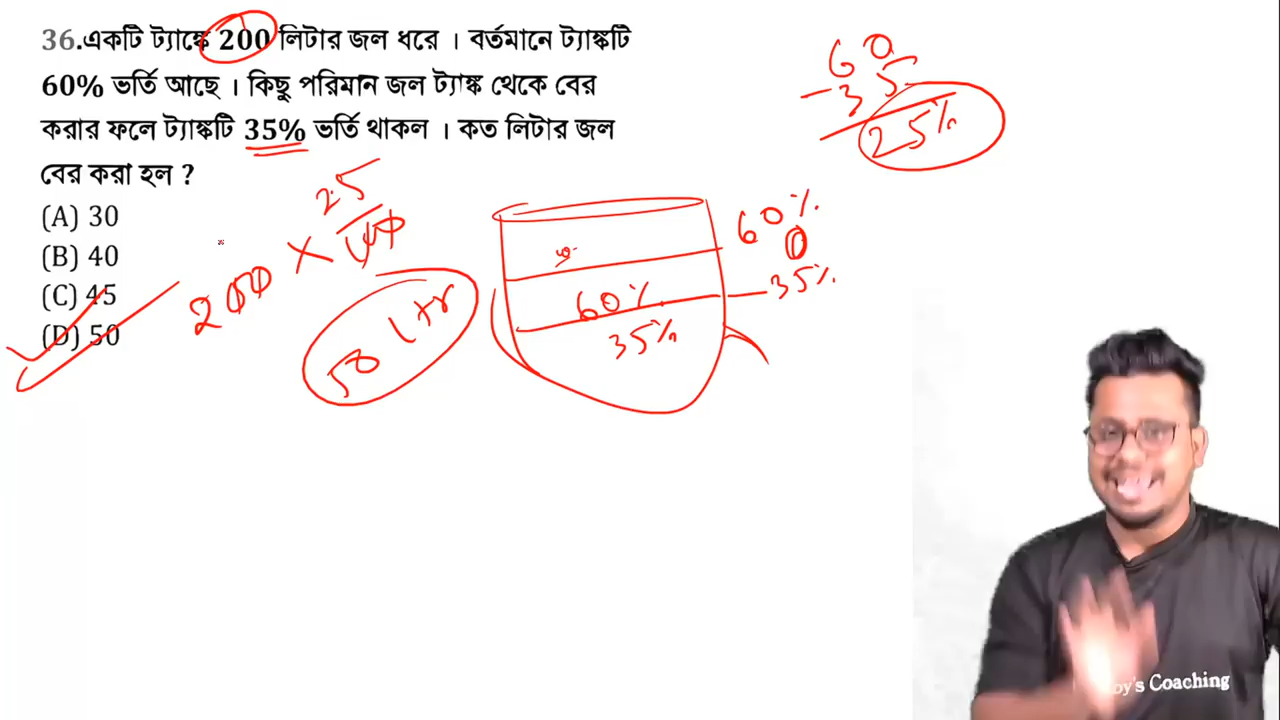 36.একটি ট্যাঙ্কে 200 লিটার জল ধরে । বর্তমানে ট্যাঙ্কটি
60% ভর্তি আছে । কিছু পরিমান জল ট্যাঙ্ক থেকে বের
করার ফলে ট্যাঙ্কটি 35% ভর্তি থাকল । কত লিটার জল
বের করা হল ?
(A) 30
(B) 40
(C) 45
(D) 50
60
-35
25%
200 × 25/100
50 Ltr
60%
35%
60%
35%
oy's Coaching